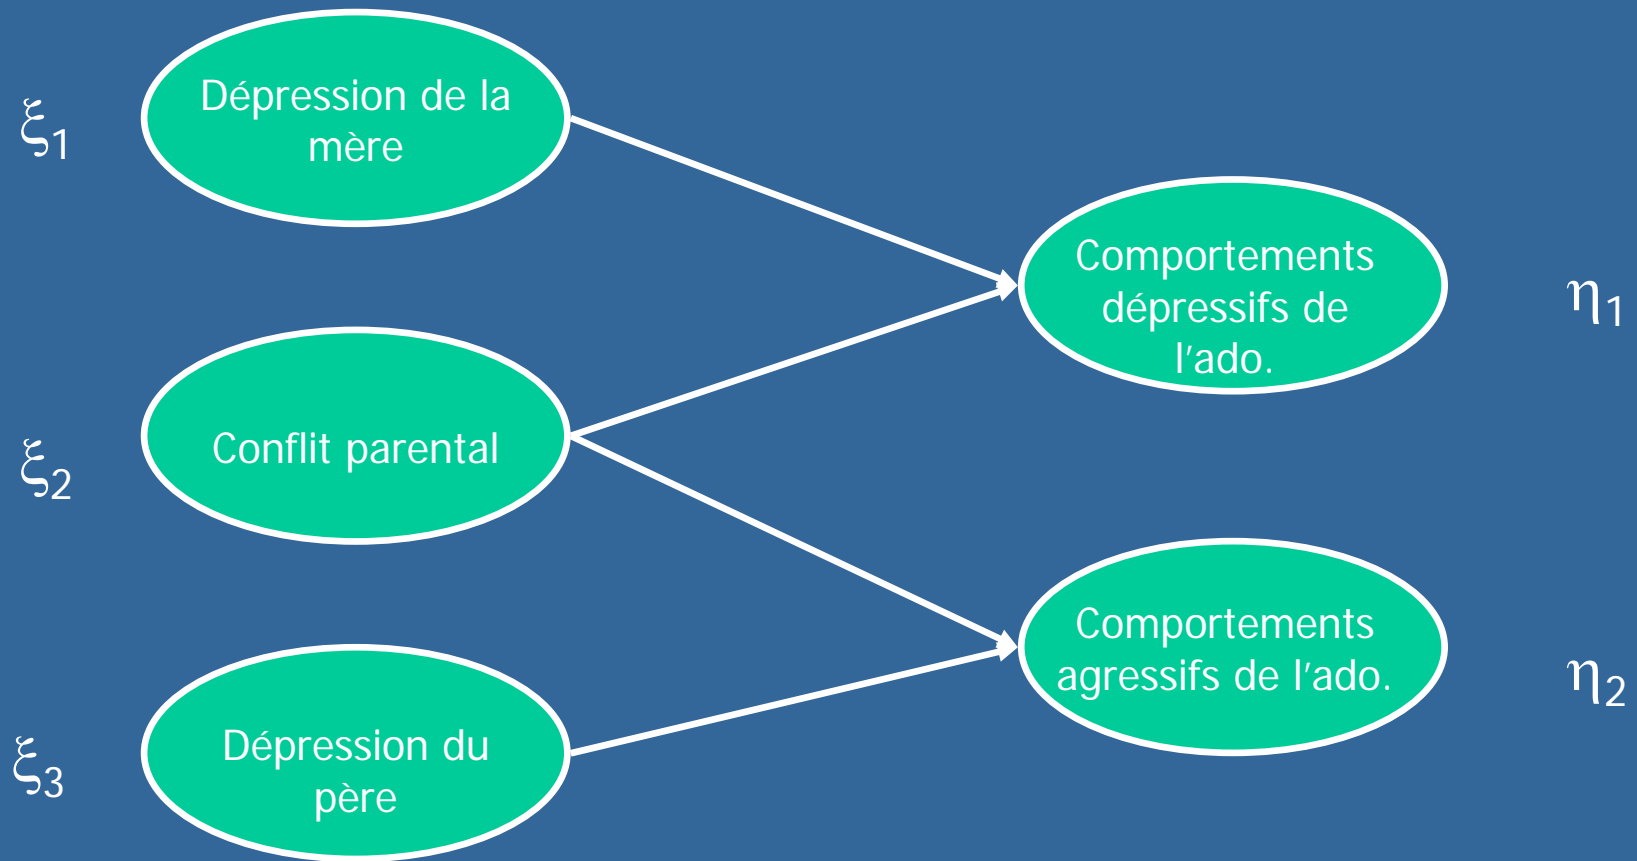 ξ1
Dépression de la
mère
Comportements
dépressifs de
l'ado.
η1
ξ2
Conflit parental
Comportements
agressifs de l'ado.
η2
ξ3
Dépression du
père